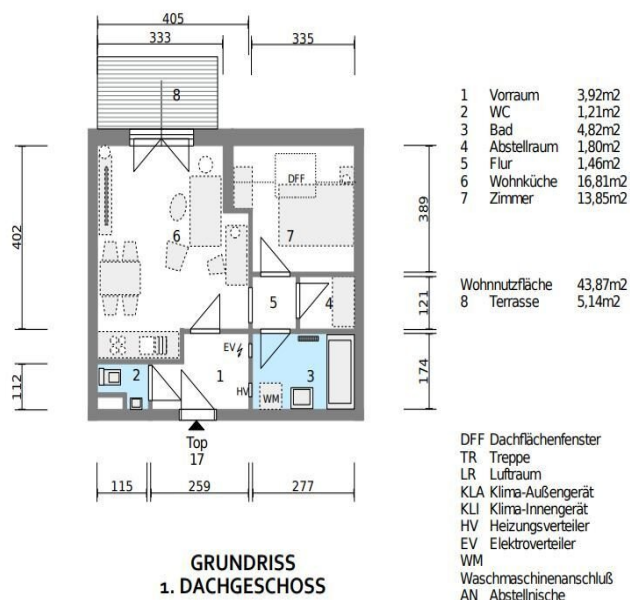 405
333
335
8
1 Vorraum 3,92m2
2 WC 1,21m2
3 Bad 4,82m2
4 Abstellraum 1,80m2
5 Flur 1,46m2
6 Wohnküche 16,81m2
7 Zimmer 13,85m2
Wohnnutzfläche 43,87m2
8 Terrasse 5,14m2
402
DFF
6
7
389
5
4
121
EV
112
2
1
3
174
HV
WM
Top
17
115
259
277
DFF Dachflächenfenster
TR Treppe
LR Luftraum
KLA Klima-Außengerät
KLI Klima-Innengerät
HV Heizungsverteiler
EV Elektroverteiler
WM
Waschmaschinenanschluß
AN Abstellnische
GRUNDRISS
1. DACHGESCHOSS